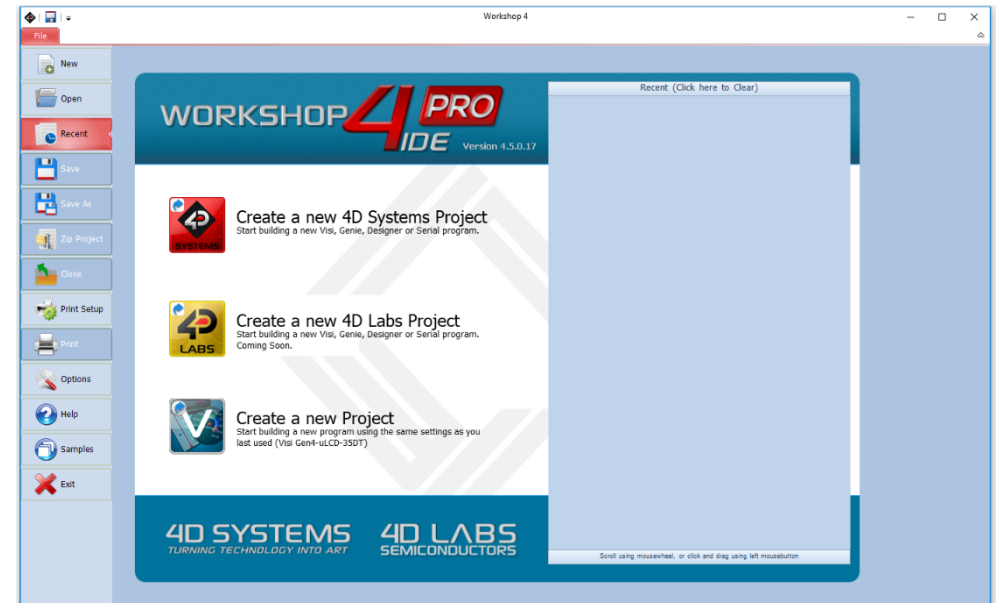 Workshop 4
File
New
Open
Recent
Save
Save As
Zip Project
Close
Print Setup
Print
Options
Help
Samples
Exit
WORKSHOP 4 PRO
IDE Version 4.5.0.17
Recent (Click here to Clear)
4D
SYSTEMS
Create a new 4D Systems Project
Start building a new Visi, Genie, Designer or Serial program.
4D
LABS
Create a new 4D Labs Project
Start building a new Visi, Genie, Designer or Serial program.
Coming Soon.
V
Create a new Project
Start building a new program using the same settings as you
last used (Visi Gen4-uLCD-35DT)
4D SYSTEMS
TURNING TECHNOLOGY INTO ART
4D LABS
SEMICONDUCTORS
Scroll using mousewheel, or click and drag using left mousebutton